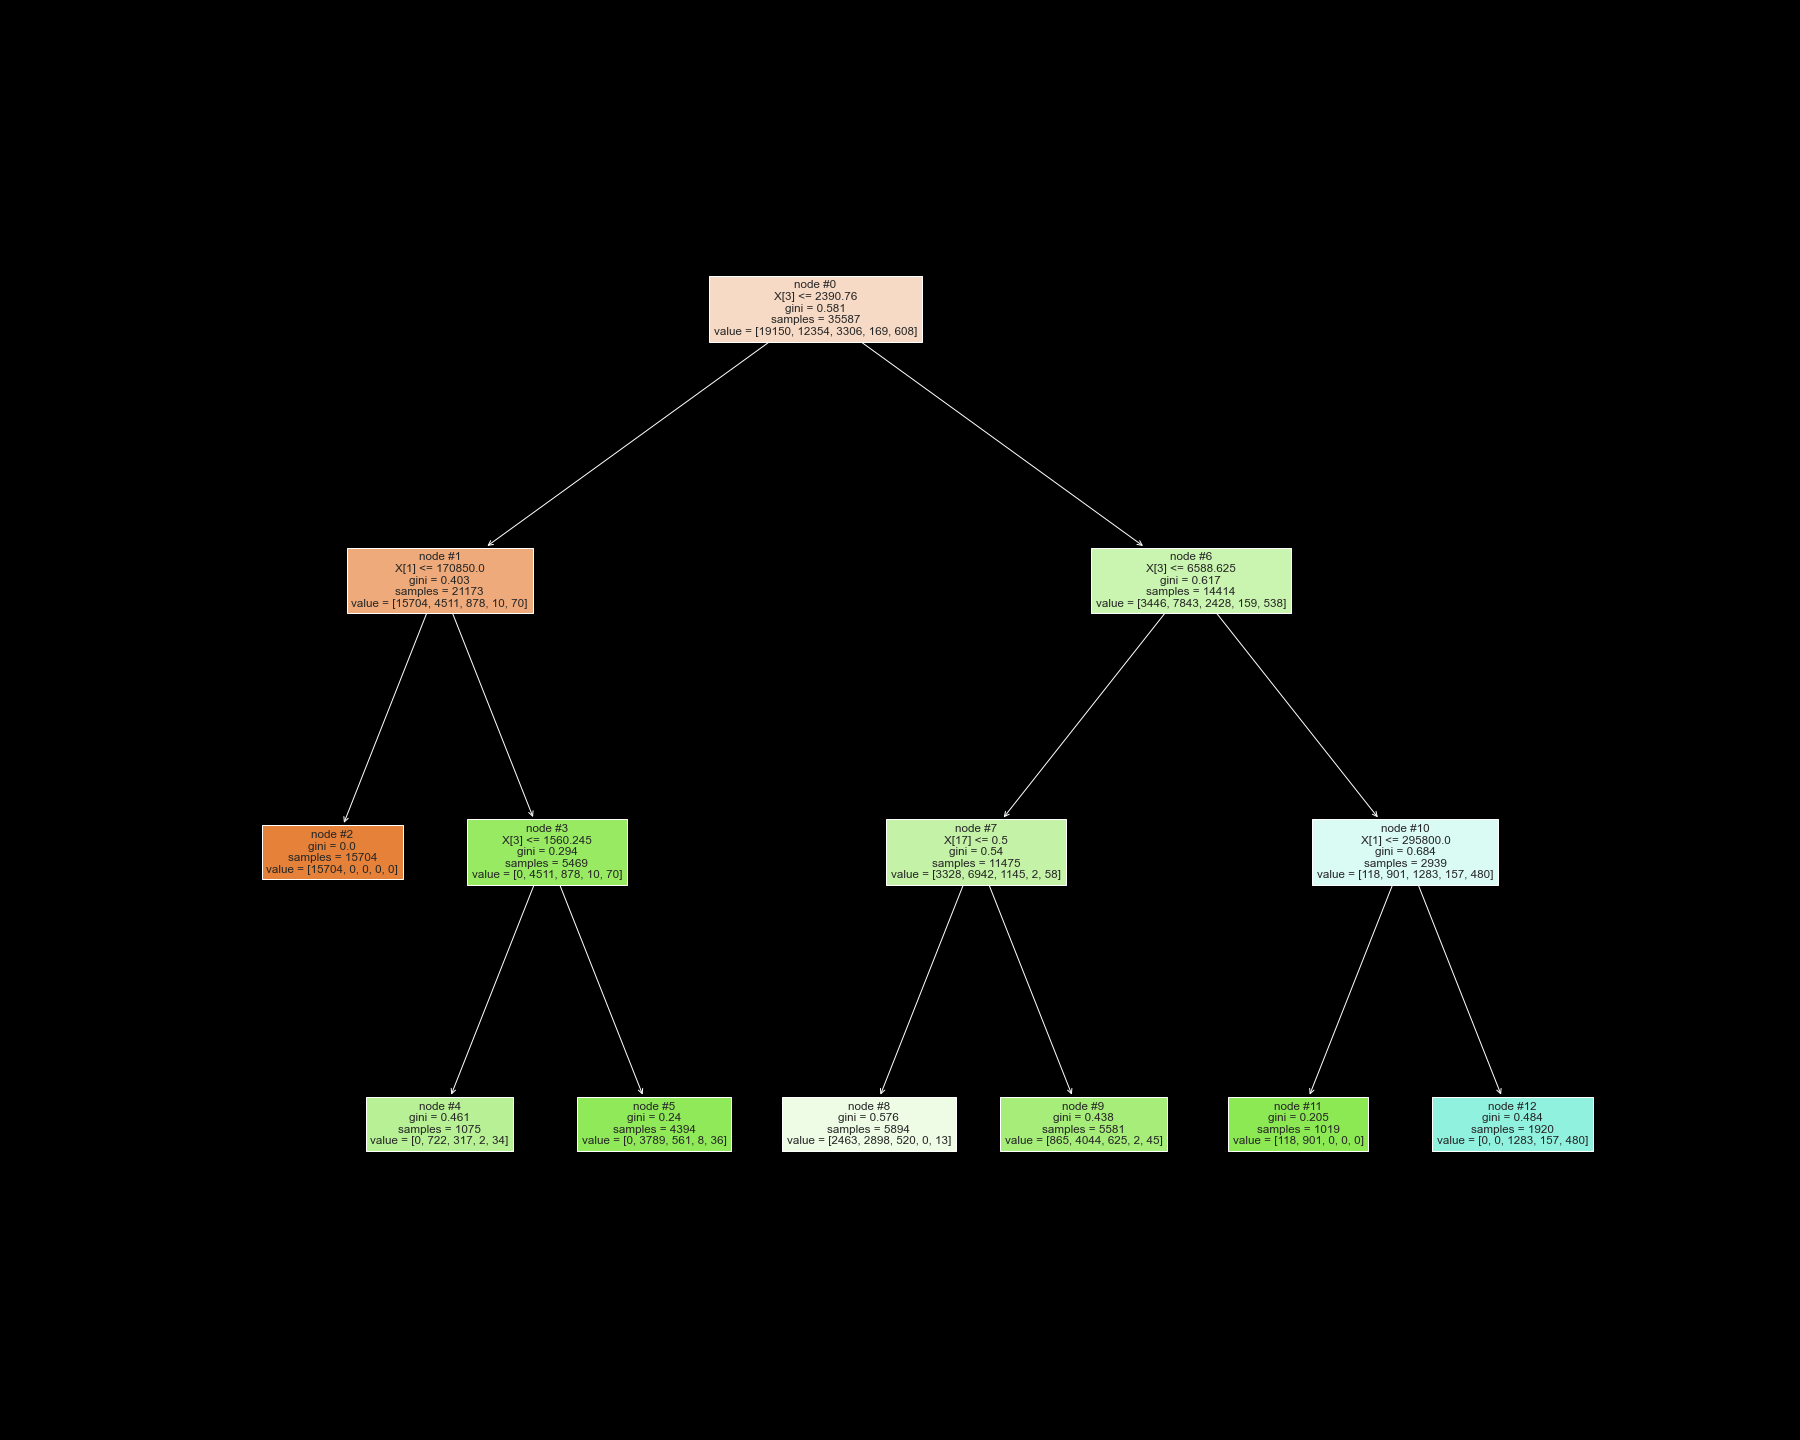 node #0
X[3] <= 2390.76
gini = 0.581
samples = 35587
value = [19150, 12354, 3306, 169, 608]
node #1
X[1] <= 170850.0
gini = 0.403
samples = 21173
value = [15704, 4511, 878, 10, 70]
node #6
X[3] <= 6588.625
gini = 0.617
samples = 14414
value = [3446, 7843, 2428, 159, 538]
node #2
gini = 0.0
samples = 15704
value = [15704, 0, 0, 0, 0]
node #3
X[3] <= 1560.245
gini = 0.294
samples = 5469
value = [0, 4511, 878, 10, 70]
node #7
X[17] <= 0.5
gini = 0.54
samples = 11475
value = [3328, 6942, 1145, 2, 58]
node #10
X[1] <= 295800.0
gini = 0.684
samples = 2939
value = [118, 901, 1283, 157, 480]
node #4
gini = 0.461
samples = 1075
value = [0, 722, 317, 2, 34]
node #5
gini = 0.24
samples = 4394
value = [0, 3789, 561, 8, 36]
node #8
gini = 0.576
samples = 5894
value = [2463, 2898, 520, 0, 13]
node #9
gini = 0.438
samples = 5581
value = [865, 4044, 625, 2, 45]
node #11
gini = 0.205
samples = 1019
value = [118, 901, 0, 0, 0]
node #12
gini = 0.484
samples = 1920
value = [0, 0, 1283, 157, 480]